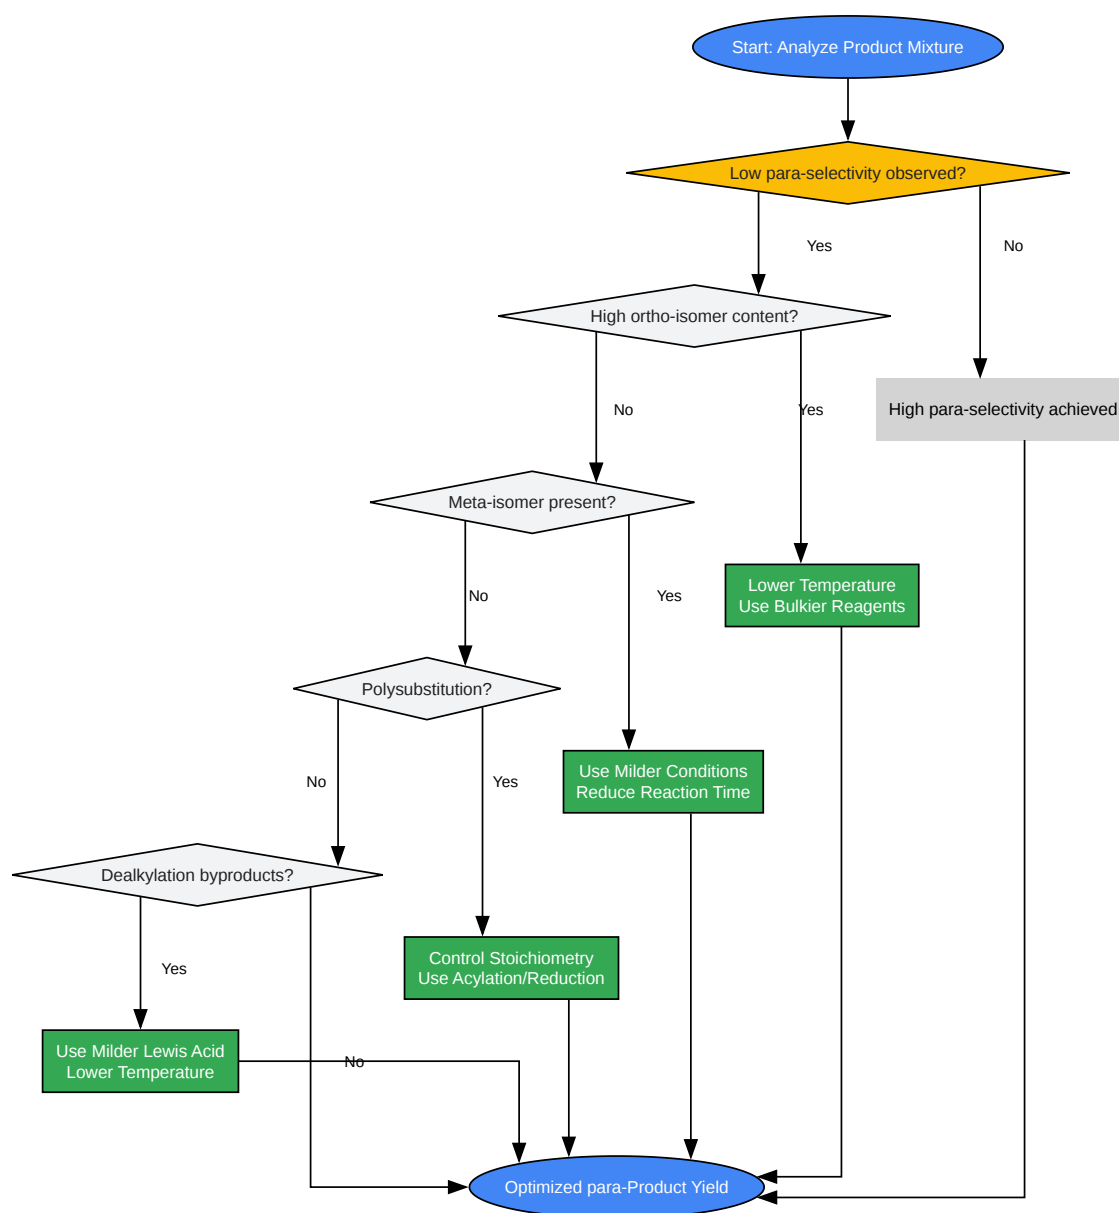 Start: Analyze Product Mixture
Low para-selectivity observed?
Yes
No
High ortho-isomer content?
No
Yes
High para-selectivity achieved
Meta-isomer present?
No
Yes
Lower Temperature
Use Bulkier Reagents
Polysubstitution?
No
Yes
Use Milder Conditions
Reduce Reaction Time
Dealkylation byproducts?
Yes
Control Stoichiometry
Use Acylation/Reduction
Use Milder Lewis Acid
Lower Temperature
No
Optimized para-Product Yield